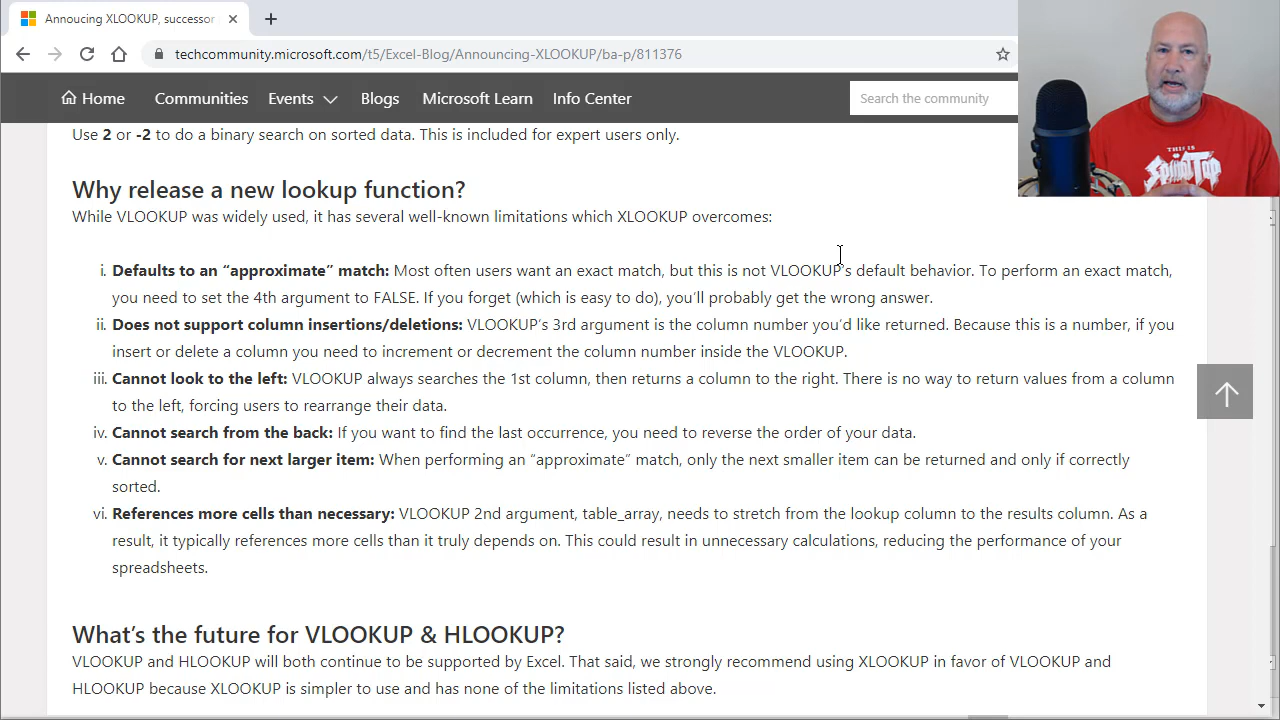 Annoucing XLOOKUP, successor
techcommunity.microsoft.com/t5/Excel-Blog/Announcing-XLOOKUP/ba-p/811376
Home Communities Events Blogs Microsoft Learn Info Center Search the community
THIS IS
Spinal Tap
Use 2 or -2 to do a binary search on sorted data. This is included for expert users only.
Why release a new lookup function?
While VLOOKUP was widely used, it has several well-known limitations which XLOOKUP overcomes:
i. Defaults to an “approximate” match: Most often users want an exact match, but this is not VLOOKUP's default behavior. To perform an exact match,
you need to set the 4th argument to FALSE. If you forget (which is easy to do), you’ll probably get the wrong answer.
ii. Does not support column insertions/deletions: VLOOKUP’s 3rd argument is the column number you’d like returned. Because this is a number, if you
insert or delete a column you need to increment or decrement the column number inside the VLOOKUP.
iii. Cannot look to the left: VLOOKUP always searches the 1st column, then returns a column to the right. There is no way to return values from a column
to the left, forcing users to rearrange their data.
iv. Cannot search from the back: If you want to find the last occurrence, you need to reverse the order of your data.
v. Cannot search for next larger item: When performing an “approximate” match, only the next smaller item can be returned and only if correctly
sorted.
vi. References more cells than necessary: VLOOKUP 2nd argument, table_array, needs to stretch from the lookup column to the results column. As a
result, it typically references more cells than it truly depends on. This could result in unnecessary calculations, reducing the performance of your
spreadsheets.
What’s the future for VLOOKUP & HLOOKUP?
VLOOKUP and HLOOKUP will both continue to be supported by Excel. That said, we strongly recommend using XLOOKUP in favor of VLOOKUP and
HLOOKUP because XLOOKUP is simpler to use and has none of the limitations listed above.